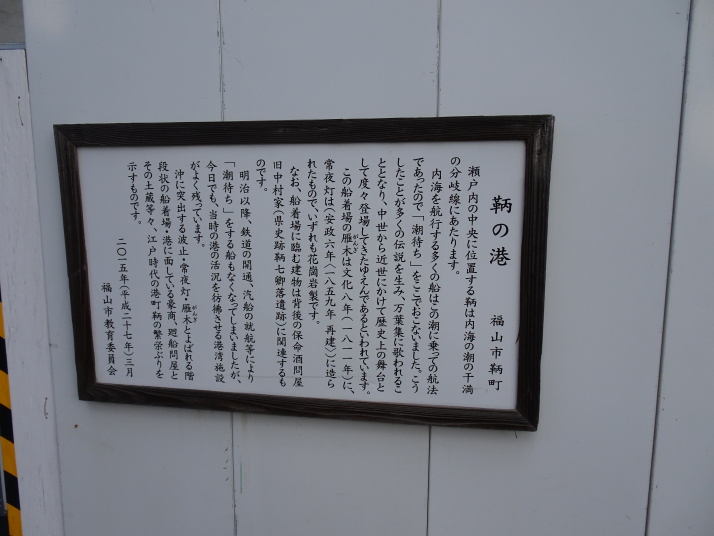 鞆の港
福山市鞆町
瀬戸内の中央に位置する鞆は内海の潮の干満
の分岐線にあたります。
内海を航行する多くの船はこの潮に乗っての航法
であったので「潮待ち」をここでおこないました。こう
したことが多くの伝説を生み、万葉集に歌われるこ
ととなり、中世から近世にかけて歴史上の舞台と
して度々登場してきたゆえんであるといわれています。
この船着場の雁木は文化八年(一八一一年)に、
がんぎ
常夜灯は(安政六年(一八五九年 再建))に造ら
れたもので、いずれも花崗岩製です。
なお、船着場に臨む建物は背後の保命酒問屋
旧中村家(県史跡鞆七卿落遺跡)に関連するも
のです。
明治以降、鉄道の開通、汽船の就航等により
「潮待ち」をする船もなくなってしまいましたが、
今日でも、当時の港の活況を彷彿させる港湾施設
がよく残っています。
沖に突出する波止・常夜灯・雁木とよばれる階
がんぎ
段状の船着場・港に面している豪商、廻船問屋と
その土蔵等々、江戸時代の港町鞆の繁栄ぶりを
示すものです。
二〇一五年(平成二十七年)三月
福山市教育委員会